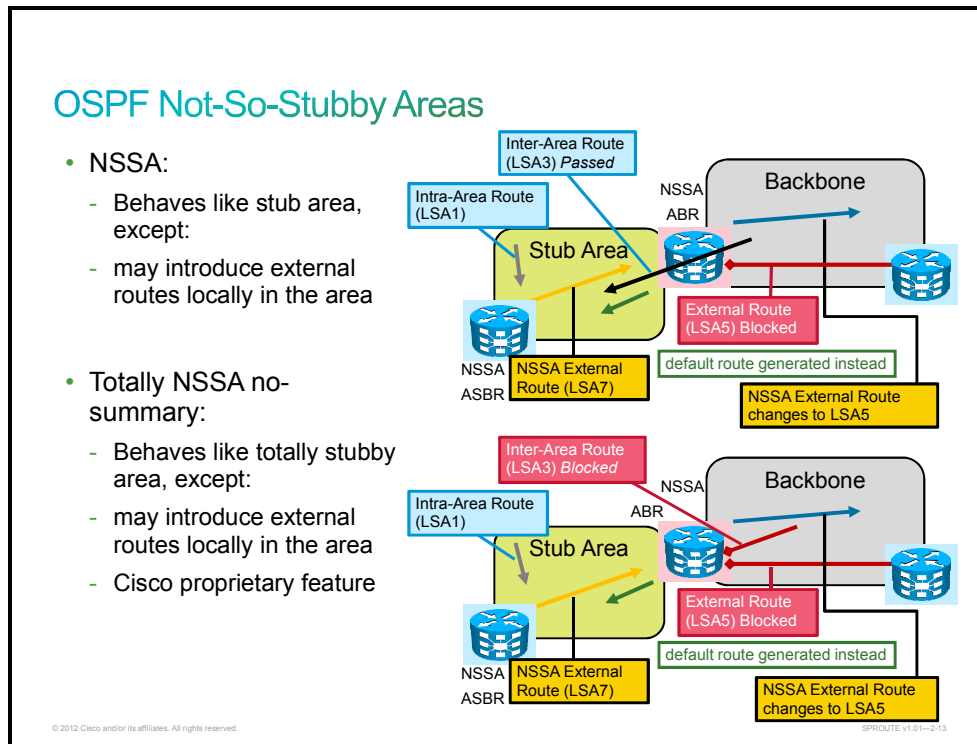 OSPF Not-So-Stubby Areas
• NSSA:
- Behaves like stub area,
except:
- may introduce external
routes locally in the area
• Totally NSSA no-
summary:
- Behaves like totally stubby
area, except:
- may introduce external
routes locally in the area
- Cisco proprietary feature
Inter-Area Route
(LSA3) Passed
Intra-Area Route
(LSA1)
NSSA
ABR
Backbone
Stub Area
External Route
(LSA5) Blocked
NSSA
ASBR
NSSA External
Route (LSA7)
default route generated instead
NSSA External Route
changes to LSA5
Inter-Area Route
(LSA3) Blocked
Intra-Area Route
(LSA1)
NSSA
ABR
Backbone
Stub Area
External Route
(LSA5) Blocked
NSSA
ASBR
NSSA External
Route (LSA7)
default route generated instead
NSSA External Route
changes to LSA5
© 2012 Cisco and/or its affiliates. All rights reserved.
SPROUTE v1.01—2-13